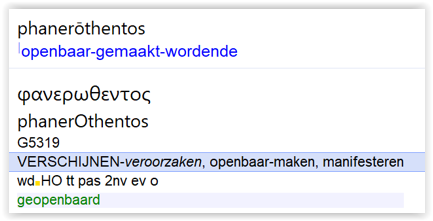 phanerōthentos
openbaar-gemaakt-wordende
φανερωθεντος
phanerOthentos
G5319
VERSCHIJNEN-veroorzaken, openbaar-maken, manifesteren
wd.HO tt pas 2nv ev o
geopenbaard